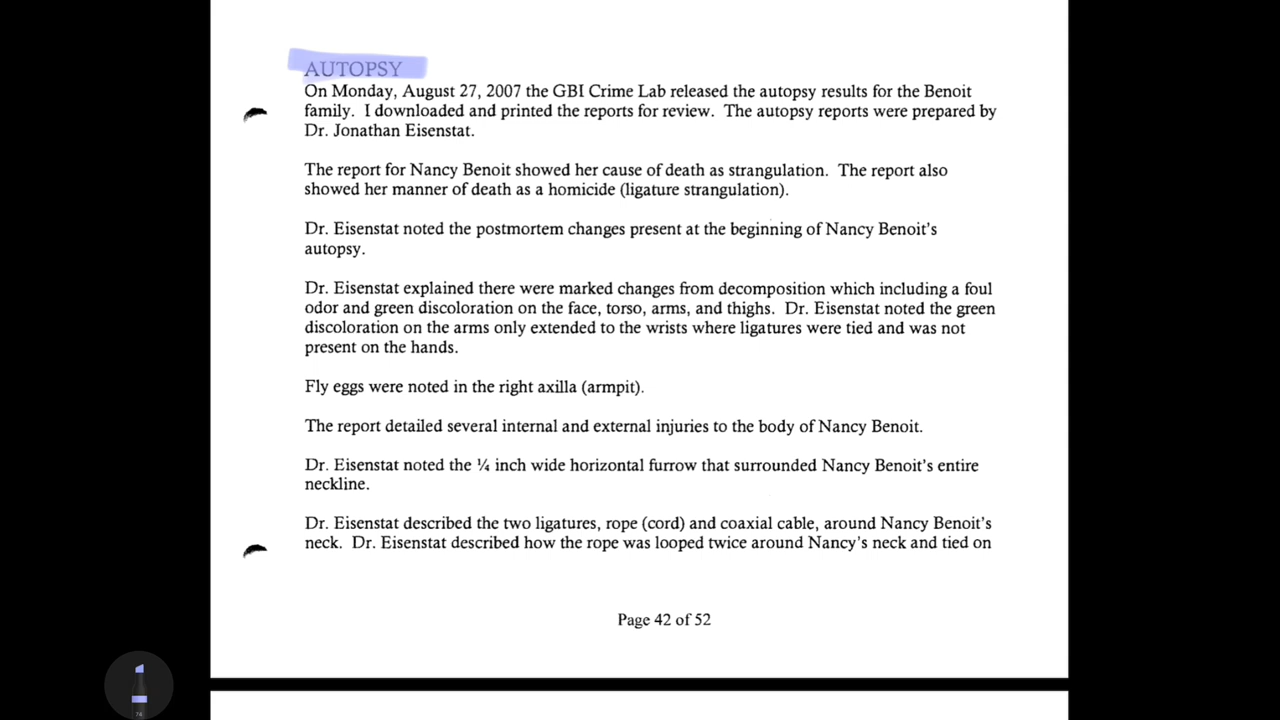 AUTOPSY
On Monday, August 27, 2007 the GBI Crime Lab released the autopsy results for the Benoit
family.  I downloaded and printed the reports for review.  The autopsy reports were prepared by
Dr. Jonathan Eisenstat.
The report for Nancy Benoit showed her cause of death as strangulation.  The report also
showed her manner of death as a homicide (ligature strangulation).
Dr. Eisenstat noted the postmortem changes present at the beginning of Nancy Benoit's
autopsy.
Dr. Eisenstat explained there were marked changes from decomposition which including a foul
odor and green discoloration on the face, torso, arms, and thighs.  Dr. Eisenstat noted the green
discoloration on the arms only extended to the wrists where ligatures were tied and was not
present on the hands.
Fly eggs were noted in the right axilla (armpit).
The report detailed several internal and external injuries to the body of Nancy Benoit.
Dr. Eisenstat noted the ¼ inch wide horizontal furrow that surrounded Nancy Benoit's entire
neckline.
Dr. Eisenstat described the two ligatures, rope (cord) and coaxial cable, around Nancy Benoit's
neck.  Dr. Eisenstat described how the rope was looped twice around Nancy's neck and tied on
Page 42 of 52